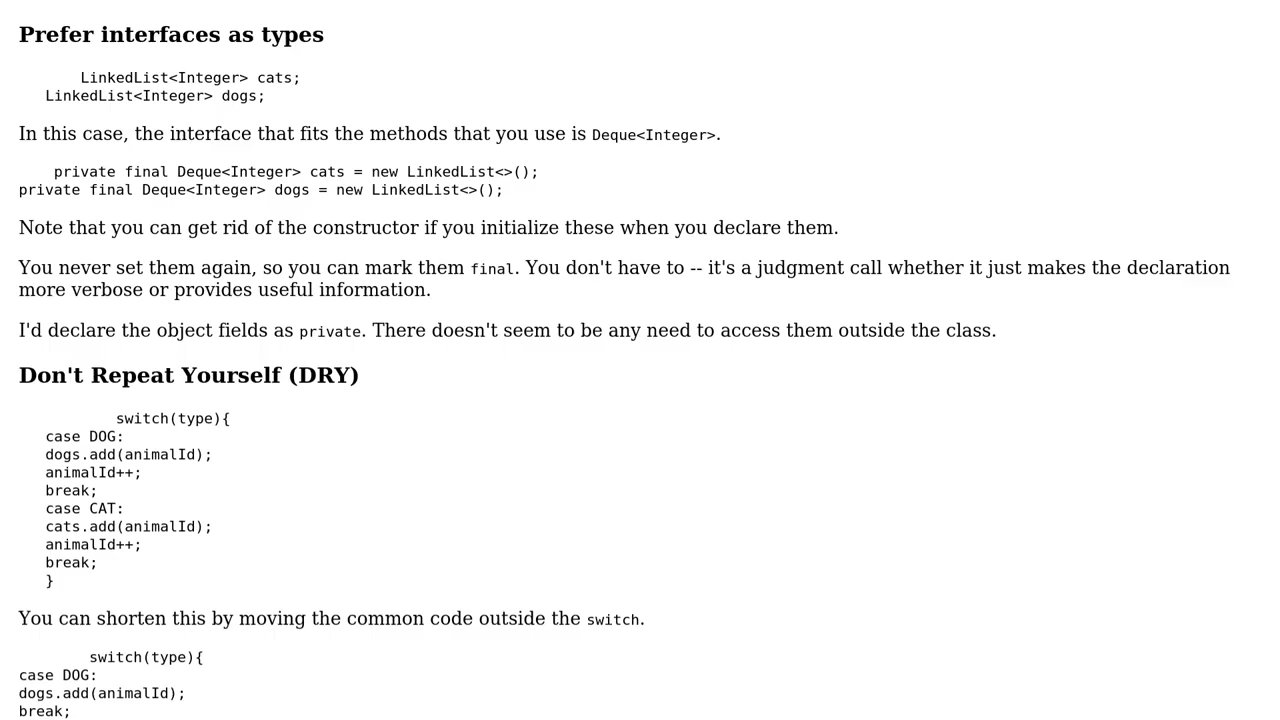 Prefer interfaces as types
LinkedList<Integer> cats;
LinkedList<Integer> dogs;
In this case, the interface that fits the methods that you use is Deque<Integer>.
private final Deque<Integer> cats = new LinkedList<>();
private final Deque<Integer> dogs = new LinkedList<>();
Note that you can get rid of the constructor if you initialize these when you declare them.
You never set them again, so you can mark them final. You don't have to -- it's a judgment call whether it just makes the declaration
more verbose or provides useful information.
I'd declare the object fields as private. There doesn't seem to be any need to access them outside the class.
Don't Repeat Yourself (DRY)
switch(type){
case DOG:
dogs.add(animalId);
animalId++;
break;
case CAT:
cats.add(animalId);
animalId++;
break;
}
You can shorten this by moving the common code outside the switch.
switch(type){
case DOG:
dogs.add(animalId);
break;